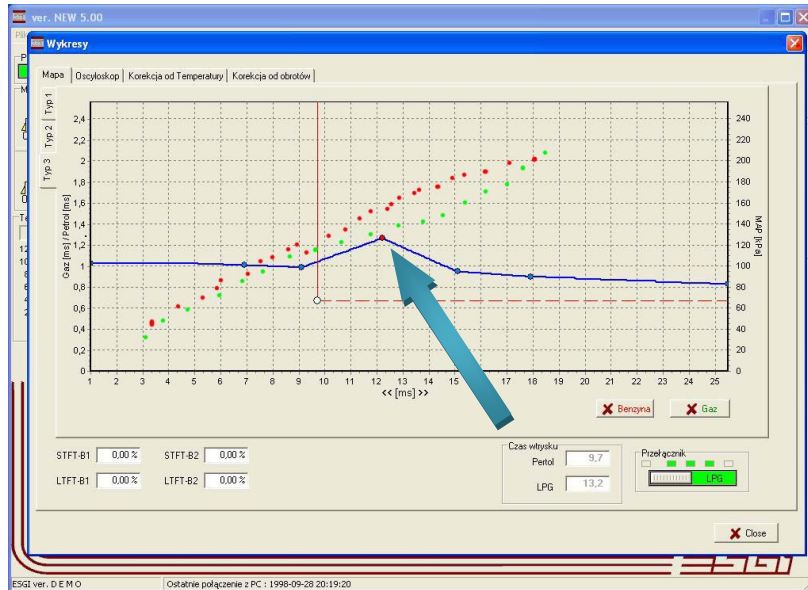 ver. NEW 5.00
Wykresy
Mapa Oscyloskop Korekcja od Temperatury Korekcja od obrotów
Typ 1
Typ 2
Typ 3
Gaz [ms] / Petrol [ms]
2,4
2,2
2
1,8
1,6
1,4
1,2
1
0,8
0,6
0,4
0,2
0
240
220
200
180
160
140
120
100
80
60
40
20
0
MAP [kPa]
1 2 3 4 5 6 7 8 9 10 11 12 13 14 15 16 17 18 19 20 21 22 23 24 25
<< [ms] >>
Benzyna Gaz
STFT-B1 0,00 % STFT-B2 0,00 %
LTFT-B1 0,00 % LTFT-B2 0,00 %
Czas wtrysku
Pertol 9,7
LPG 13,2
Przełącznik
LPG
Close
ESGI
ESGI ver. D E M O Ostatnie połączenie z PC : 1998-09-28 20:19:20